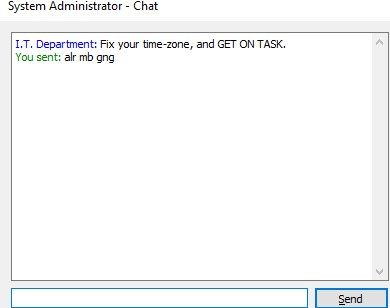 System Administrator - Chat
I.T. Department: Fix your time-zone, and GET ON TASK.
You sent: alr mb gng
Send